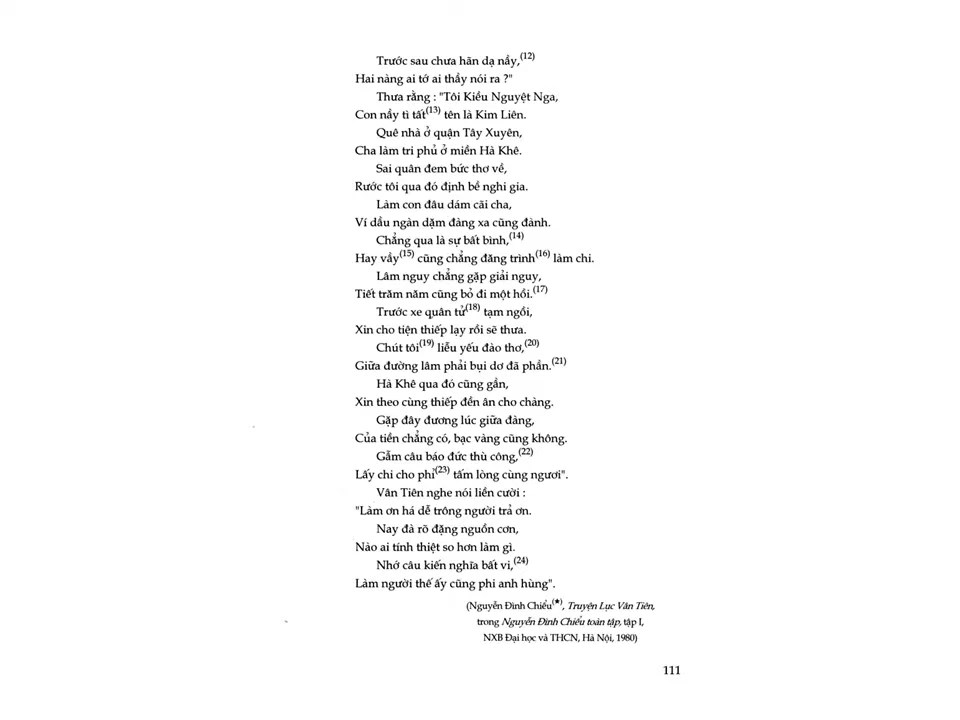 Trước sau chưa hãn dạ nầy,(12)
Hai nàng ai tớ ai thầy nói ra ?"
Thưa rằng : "Tôi Kiều Nguyệt Nga,
Con nầy tì tất(13) tên là Kim Liên.
Quê nhà ở quận Tây Xuyên,
Cha làm tri phủ ở miền Hà Khê.
Sai quân đem bức thơ về,
Rước tôi qua đó định bề nghi gia.
Làm con đâu dám cãi cha,
Ví dầu ngàn dặm đàng xa cũng đành.
Chẳng qua là sự bất bình,(14)
Hay vầy(15) cũng chẳng đăng trình(16) làm chi.
Lâm nguy chẳng gặp giải nguy,
Tiết trăm năm cũng bỏ đi một hồi.(17)
Trước xe quân tử(18) tạm ngồi,
Xin cho tiện thiếp lạy rồi sẽ thưa.
Chút tôi(19) liễu yếu đào thơ,(20)
Giữa đường lâm phải bụi dơ đã phần.(21)
Hà Khê qua đó cũng gần,
Xin theo cùng thiếp đền ân cho chàng.
Gặp đây đương lúc giữa đàng,
Của tiền chẳng có, bạc vàng cũng không.
Gẫm câu báo đức thù công,(22)
Lấy chi cho phỉ(23) tấm lòng cùng ngươi".
Vân Tiên nghe nói liền cười :
"Làm ơn há dễ trông người trả ơn.
Nay đà rõ đặng nguồn cơn,
Nào ai tính thiệt so hơn làm gì.
Nhớ câu kiến nghĩa bất vi,(24)
Làm người thế ấy cũng phi anh hùng".
(Nguyễn Đình Chiểu(★), Truyện Lục Vân Tiên,
trong Nguyễn Đình Chiểu toàn tập, tập I,
NXB Đại học và THCN, Hà Nội, 1980)
111